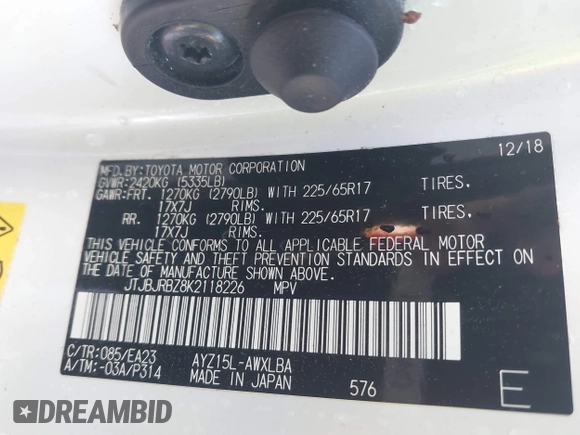 12/18
MFD.BY:TOYOTA MOTOR CORPORATION
GVWR:2420KG (5335LB)
GAWR:FRT. 1270KG (2790LB) WITH 225/65R17 TIRES,
17X7J RIMS.
RR. 1270KG (2790LB) WITH 225/65R17 TIRES,
17X7J RIMS.
THIS VEHICLE CONFORMS TO ALL APPLICABLE FEDERAL MOTOR
VEHICLE SAFETY AND THEFT PREVENTION STANDARDS IN EFFECT ON
THE DATE OF MANUFACTURE SHOWN ABOVE.
JTJBJRBZ8K2118226 MPV
C/TR:085/EA23 AYZ15L-AWXLBA
A/TM:-03A/P314 MADE IN JAPAN 576 E
DREAMBID